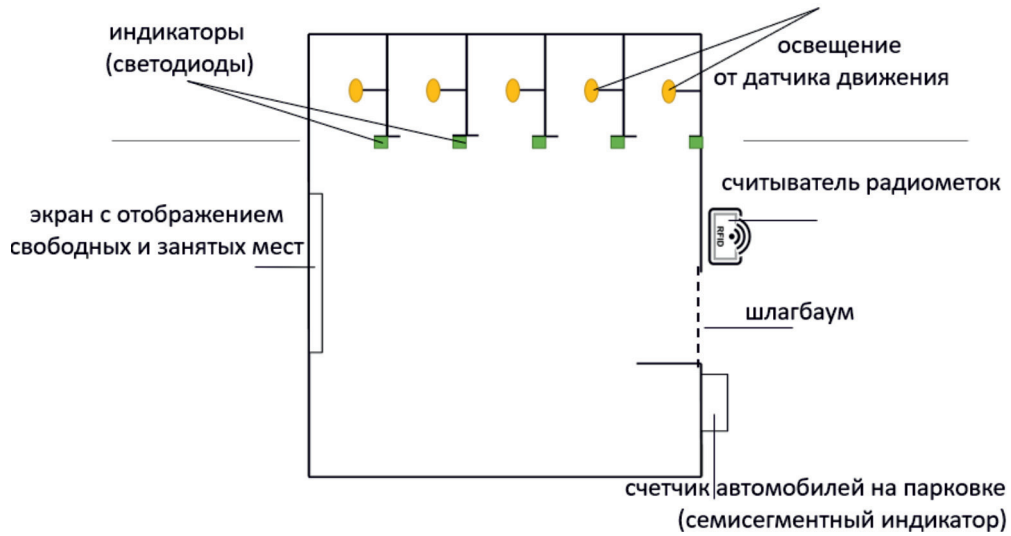 индикаторы
(светодиоды)
освещение
от датчика движения
считыватель радиометок
экран с отображением
свободных и занятых мест
RFID
шлагбаум
счетчик автомобилей на парковке
(семисегментный индикатор)